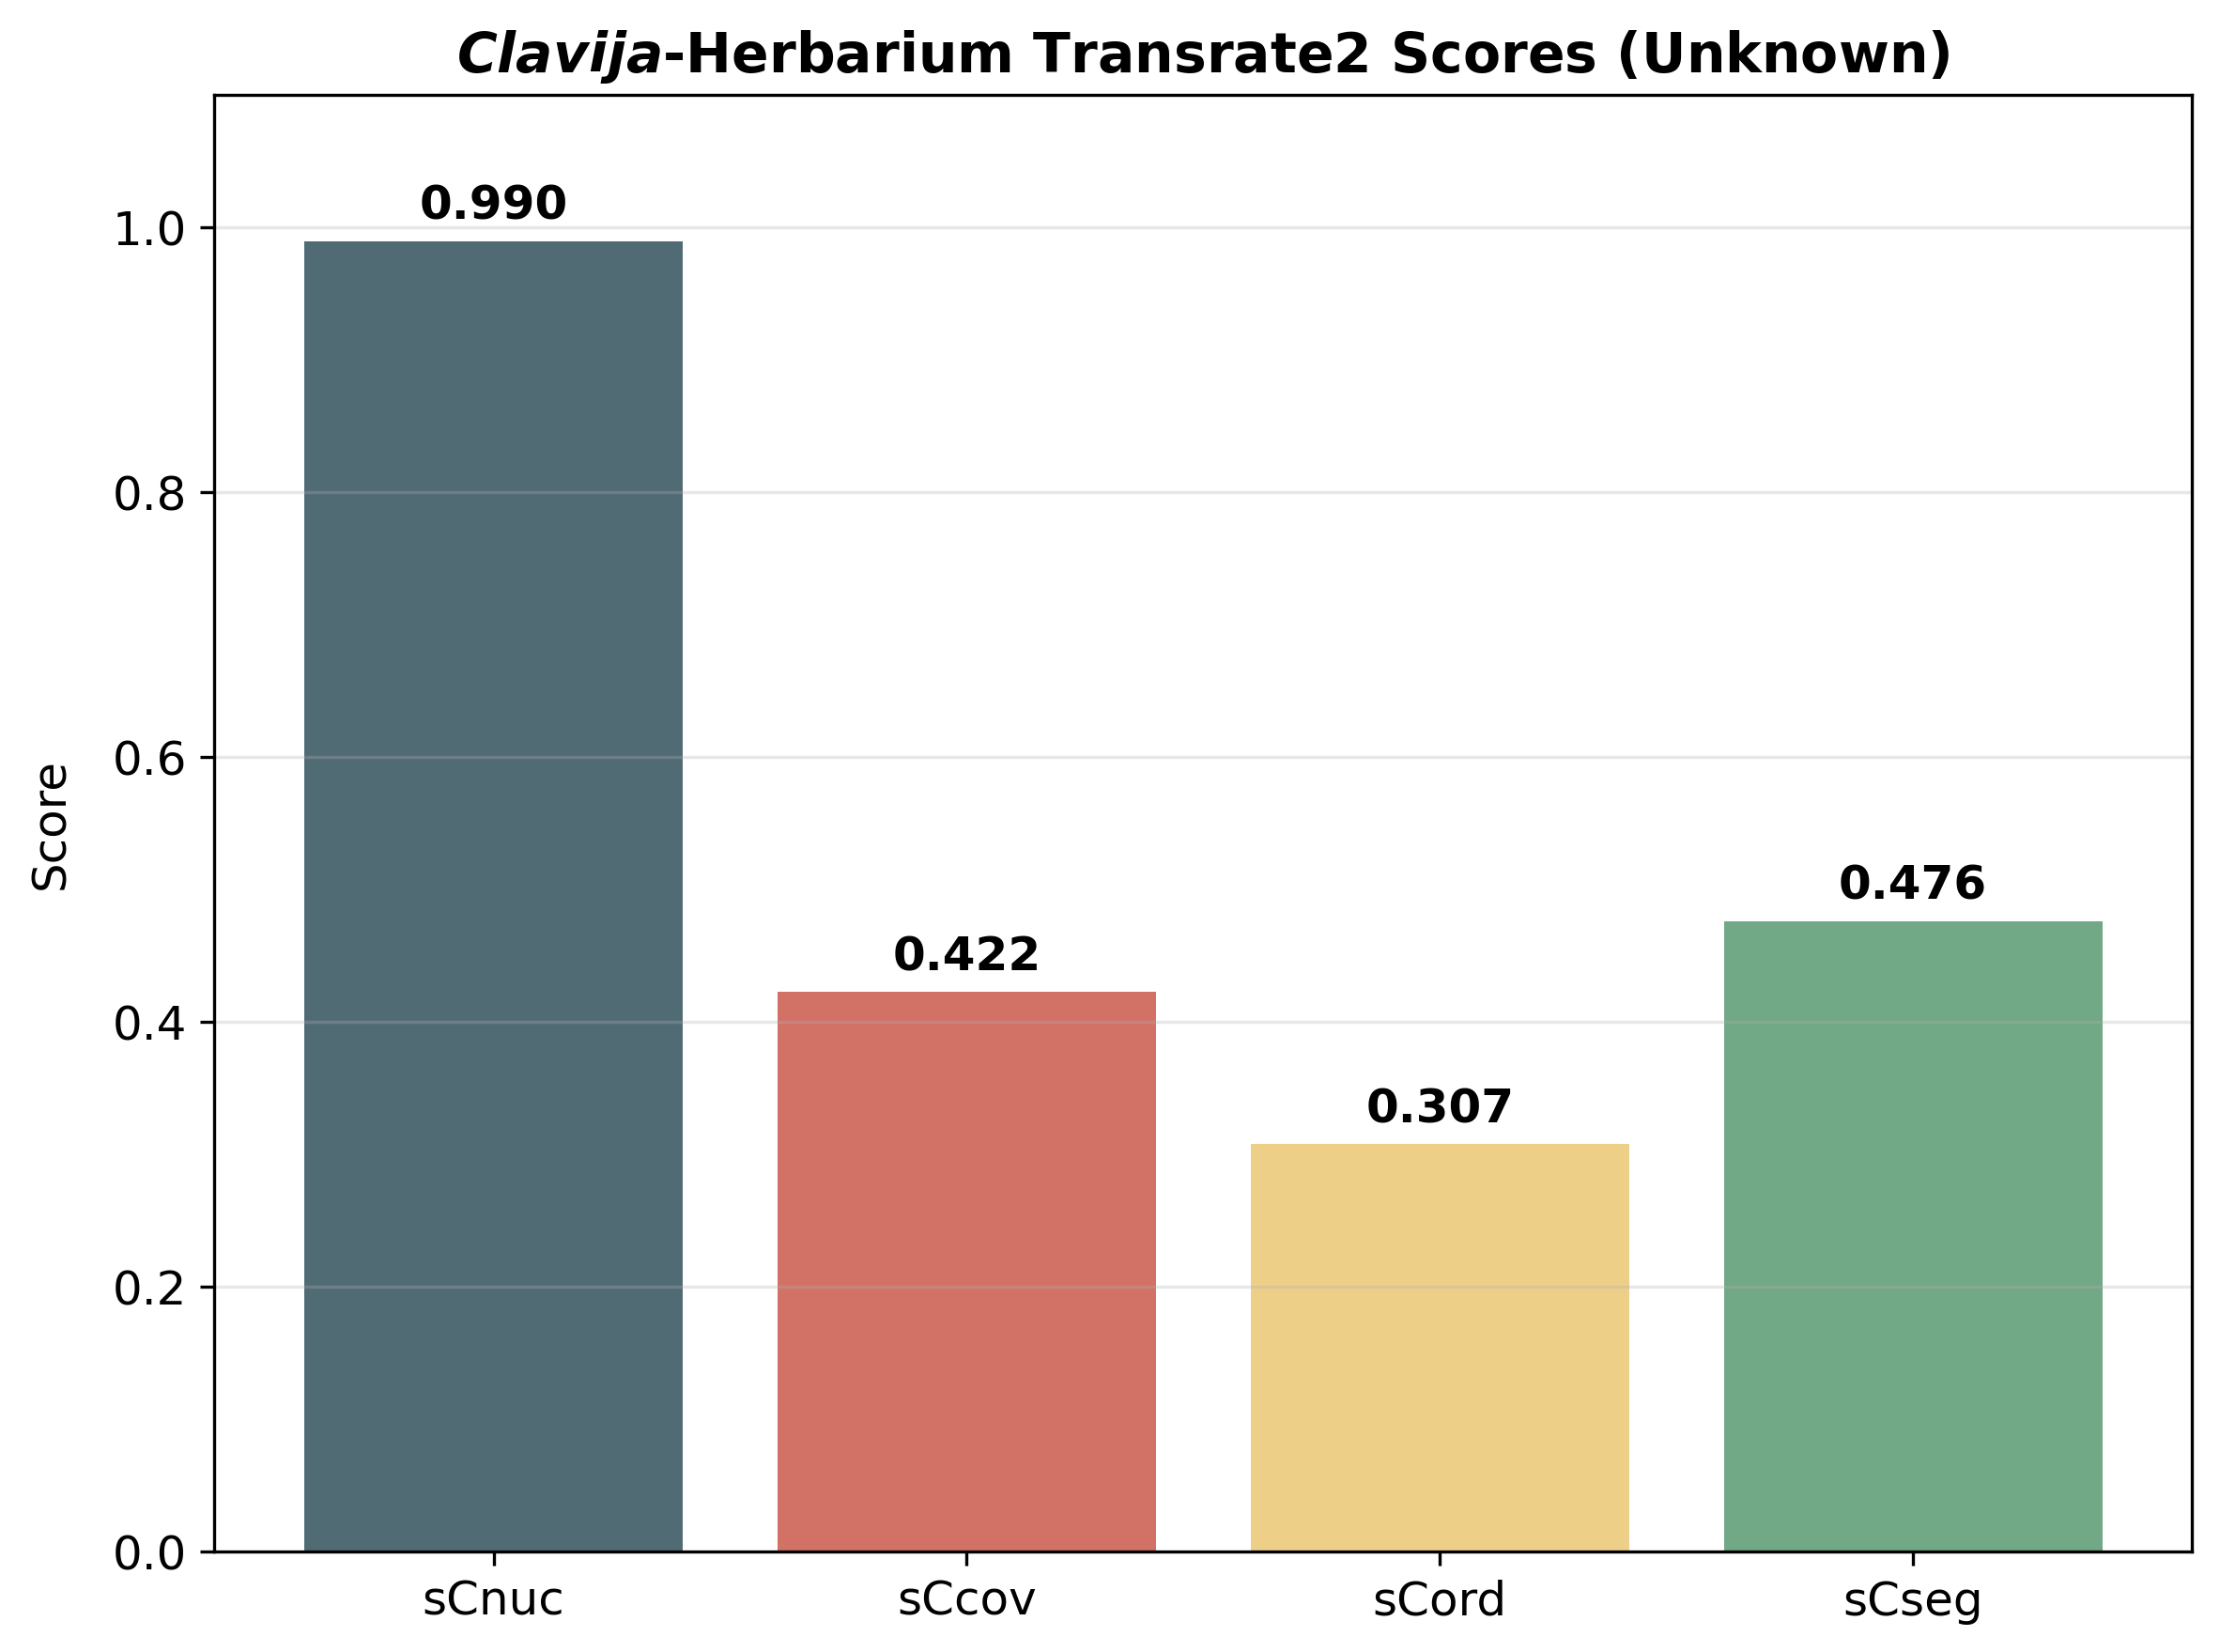 Clavija-Herbarium Transrate2 Scores (Unknown)
Score
1.0
0.8
0.6
0.4
0.2
0.0
0.990
0.422
0.307
0.476
sCnuc
sCcov
sCord
sCseg